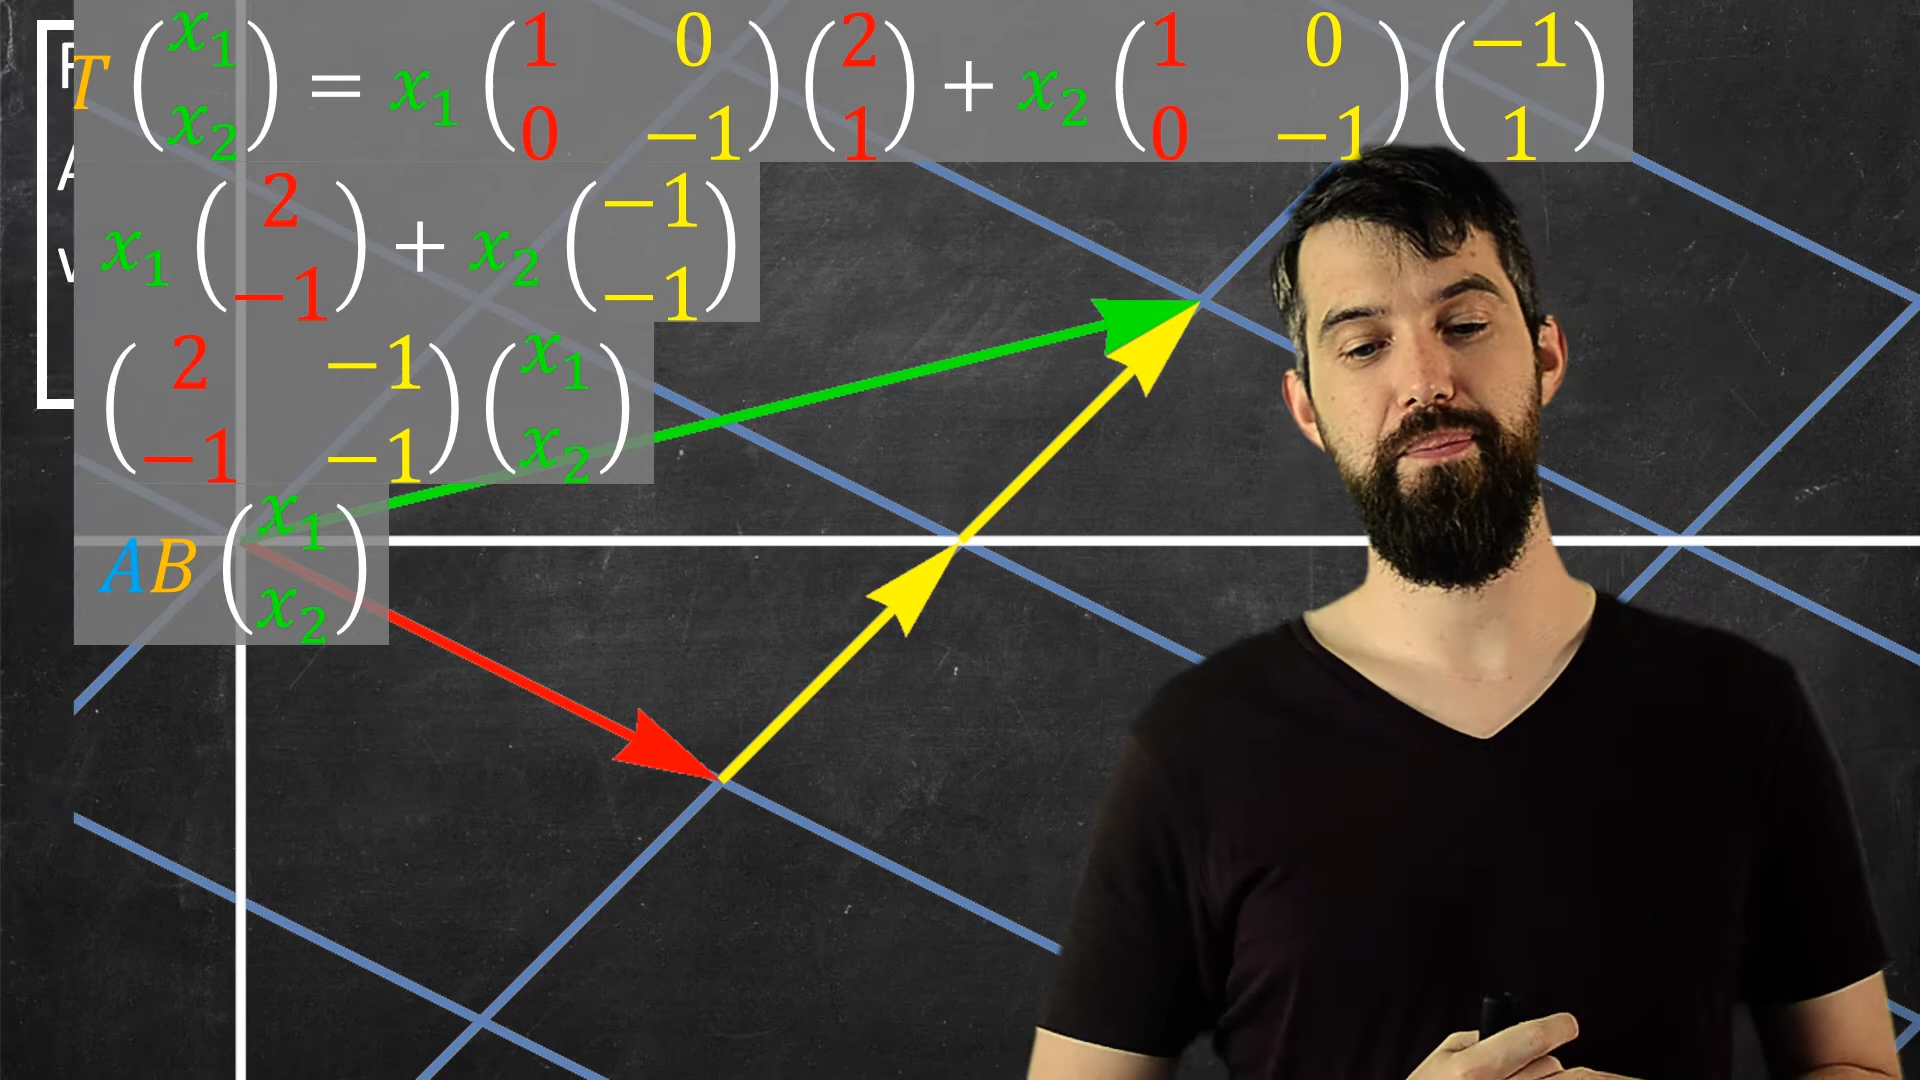 T (x₁ x₂) = x₁ (1 0 0 −1) (2 1) + x₂ (1 0 0 −1) (−1 1)
x₁ (2 −1) + x₂ (−1 −1)
(2 −1 −1 −1) (x₁ x₂)
AB (x₁ x₂)